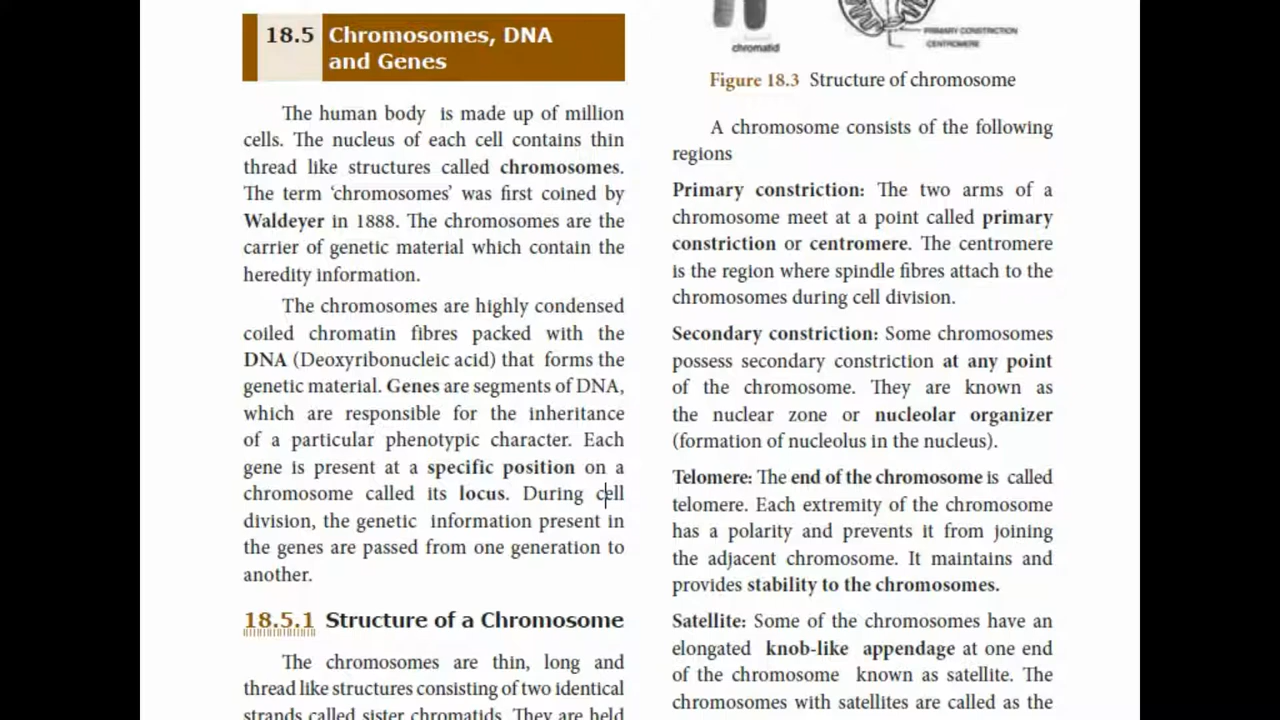 18.5 Chromosomes, DNA
and Genes
The human body is made up of million
cells. The nucleus of each cell contains thin
thread like structures called chromosomes.
The term ‘chromosomes’ was first coined by
Waldeyer in 1888. The chromosomes are the
carrier of genetic material which contain the
heredity information.
The chromosomes are highly condensed
coiled chromatin fibres packed with the
DNA (Deoxyribonucleic acid) that forms the
genetic material. Genes are segments of DNA,
which are responsible for the inheritance
of a particular phenotypic character. Each
gene is present at a specific position on a
chromosome called its locus. During cell
division, the genetic information present in
the genes are passed from one generation to
another.
18.5.1 Structure of a Chromosome
The chromosomes are thin, long and
thread like structures consisting of two identical
strands called sister chromatids. They are held
chromatid
PRIMARY CONSTRICTION
CENTROMERE
Figure 18.3 Structure of chromosome
A chromosome consists of the following
regions
Primary constriction: The two arms of a
chromosome meet at a point called primary
constriction or centromere. The centromere
is the region where spindle fibres attach to the
chromosomes during cell division.
Secondary constriction: Some chromosomes
possess secondary constriction at any point
of the chromosome. They are known as
the nuclear zone or nucleolar organizer
(formation of nucleolus in the nucleus).
Telomere: The end of the chromosome is called
telomere. Each extremity of the chromosome
has a polarity and prevents it from joining
the adjacent chromosome. It maintains and
provides stability to the chromosomes.
Satellite: Some of the chromosomes have an
elongated knob-like appendage at one end
of the chromosome known as satellite. The
chromosomes with satellites are called as the